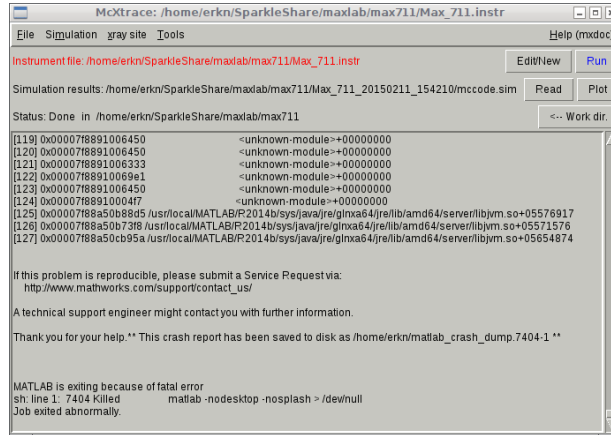 McXtrace: /home/erkn/SparkleShare/maxlab/max711/Max_711.instr
File Simulation xray site Tools Help (mxdoc
Instrument file: /home/erkn/SparkleShare/maxlab/max711/Max_711.instr Edit/New Run
Simulation results: /home/erkn/SparkleShare/maxlab/max711/Max_711_20150211_154210/mccode.sim Read Plot
Status: Done in /home/erkn/SparkleShare/maxlab/max711 <-- Work dir.
[119] 0x00007f8891006450 <unknown-module>+00000000
[120] 0x00007f8891006450 <unknown-module>+00000000
[121] 0x00007f8891006333 <unknown-module>+00000000
[122] 0x00007f88910069e1 <unknown-module>+00000000
[123] 0x00007f8891006450 <unknown-module>+00000000
[124] 0x00007f88910004f7 <unknown-module>+00000000
[125] 0x00007f88a50b88d5 /usr/local/MATLAB/R2014b/sys/java/jre/glnxa64/jre/lib/amd64/server/libjvm.so+05576917
[126] 0x00007f88a50b73f8 /usr/local/MATLAB/R2014b/sys/java/jre/glnxa64/jre/lib/amd64/server/libjvm.so+05571576
[127] 0x00007f88a50cb95a /usr/local/MATLAB/R2014b/sys/java/jre/glnxa64/jre/lib/amd64/server/libjvm.so+05654874
If this problem is reproducible, please submit a Service Request via:
http://www.mathworks.com/support/contact_us/
A technical support engineer might contact you with further information.
Thank you for your help.** This crash report has been saved to disk as /home/erkn/matlab_crash_dump.7404-1 **
MATLAB is exiting because of fatal error
sh: line 1: 7404 Killed matlab -nodesktop -nosplash > /dev/null
Job exited abnormally.